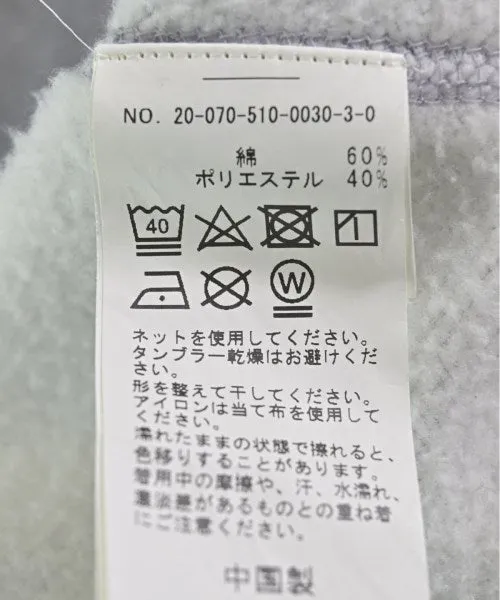 NO. 20-070-510-0030-3-0
綿 60%
ポリエステル 40%
40
W
ネットを使用してください。
タンブラー乾燥はお避けくだ
さい。
形を整えて干してください。
アイロンは当て布を使用して
ください。
濡れたままの状態で擦れると、
色移りすることがあります。
着用中の摩擦や、汗、水濡れ、
濃淡差があるものとの重ね着
にご注意ください。
中国製